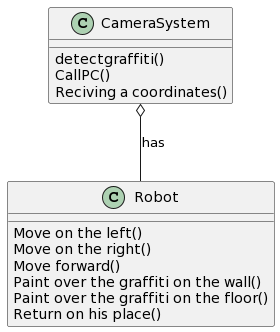 C CameraSystem
detectgraffiti()
CallPC()
Reciving a coordinates()
has
C Robot
Move on the left()
Move on the right()
Move forward()
Paint over the graffiti on the wall()
Paint over the graffiti on the floor()
Return on his place()